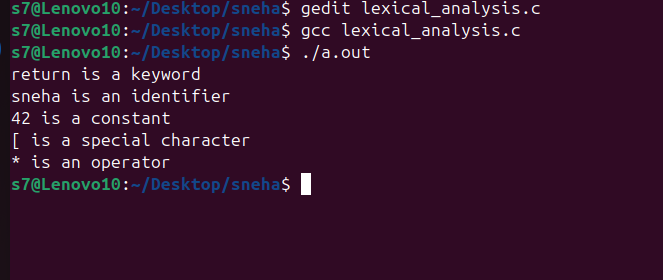 s7@Lenovo10:~/Desktop/sneha$ gedit lexical_analysis.c
s7@Lenovo10:~/Desktop/sneha$ gcc lexical_analysis.c
s7@Lenovo10:~/Desktop/sneha$ ./a.out
return is a keyword
sneha is an identifier
42 is a constant
[ is a special character
* is an operator
s7@Lenovo10:~/Desktop/sneha$